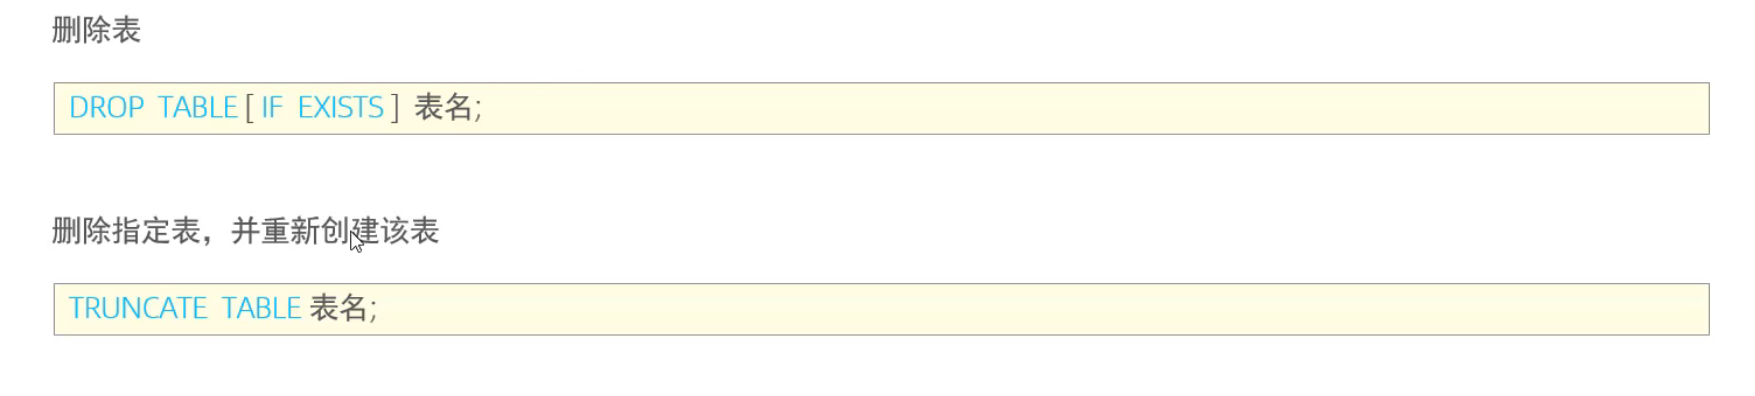 删除表
DROP TABLE [ IF EXISTS ] 表名;
删除指定表，并重新创建该表
TRUNCATE TABLE 表名;